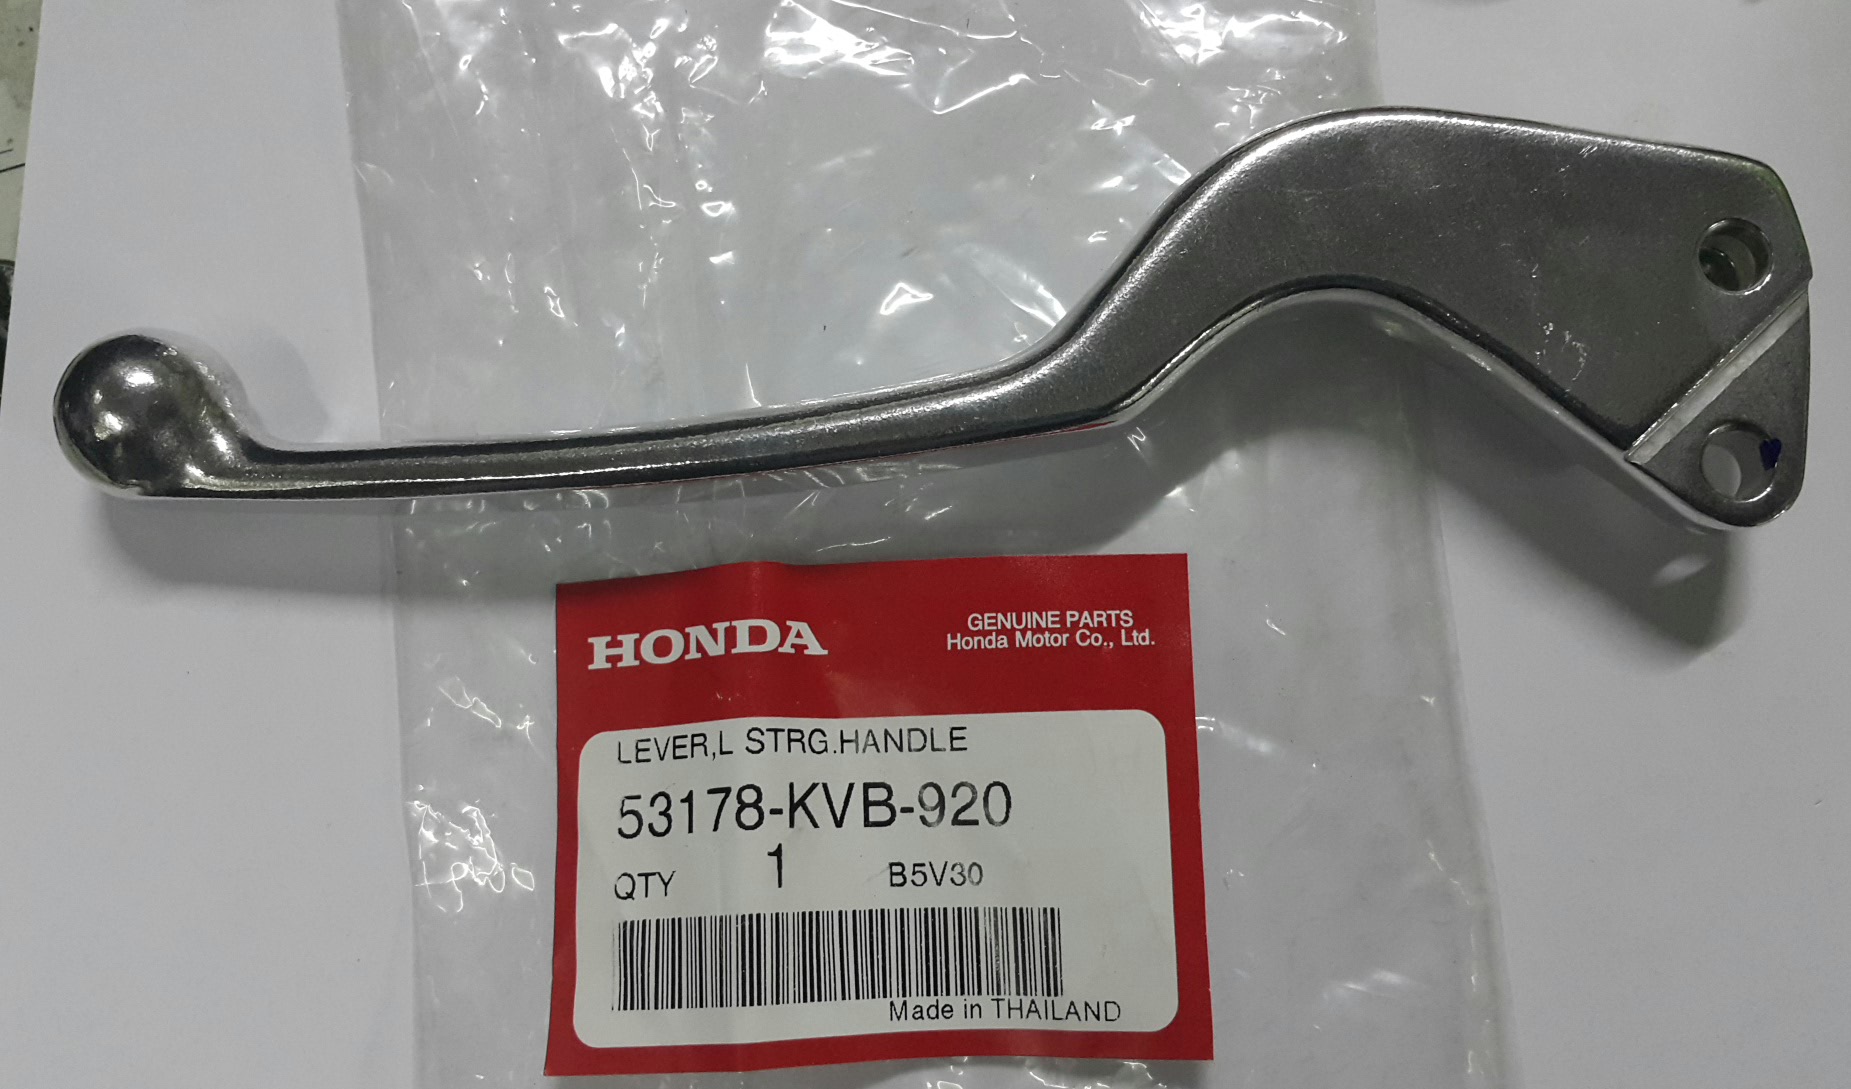 HONDA
GENUINE PARTS
Honda Motor Co., Ltd.
LEVER,L STRG.HANDLE
53178-KVB-920
QTY 1 B5V30
Made in THAILAND